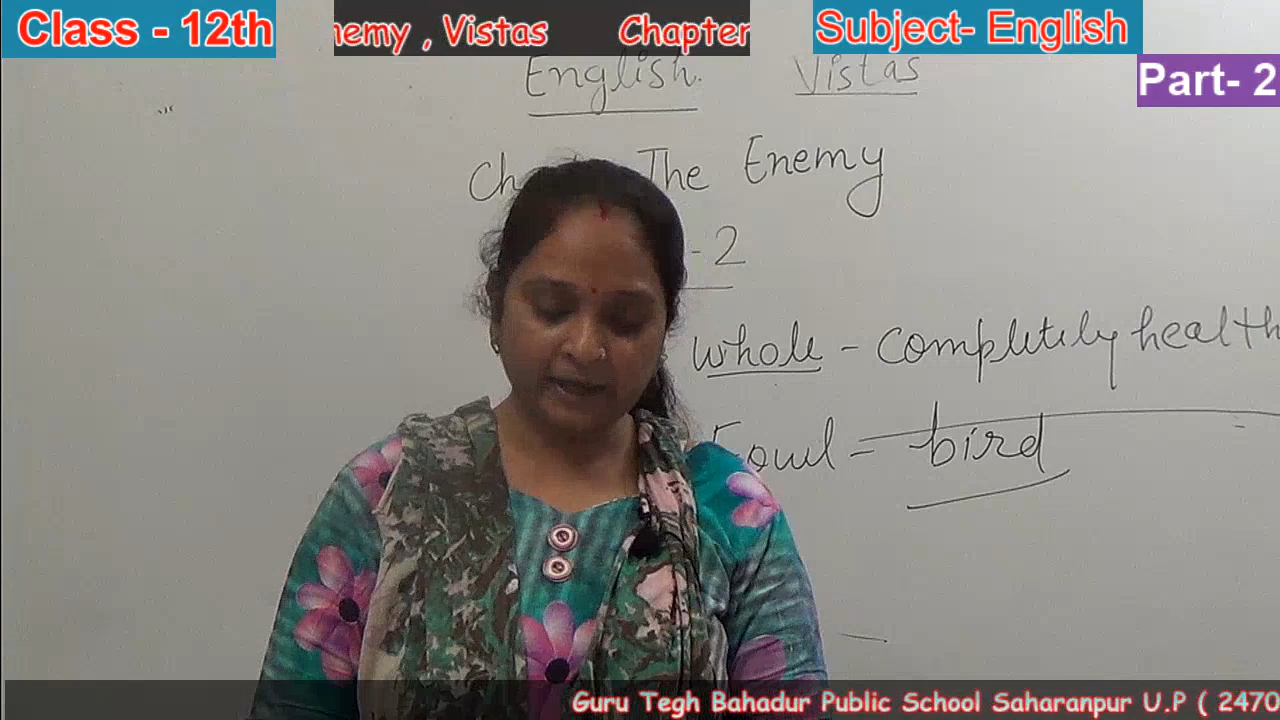 Class - 12th
nemy , Vistas Chapter
Subject- English
Part- 2
English. Vistas
The Enemy
-2
whole - completely health
Fowl = bird
Guru Tegh Bahadur Public School Saharanpur U.P ( 2470